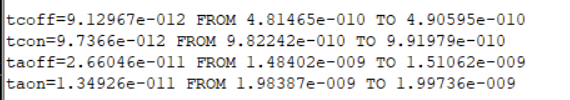 tcoff=9.12967e-012 FROM 4.81465e-010 TO 4.90595e-010
tcon=9.7366e-012 FROM 9.82242e-010 TO 9.91979e-010
taoff=2.66046e-011 FROM 1.48402e-009 TO 1.51062e-009
taon=1.34926e-011 FROM 1.98387e-009 TO 1.99736e-009